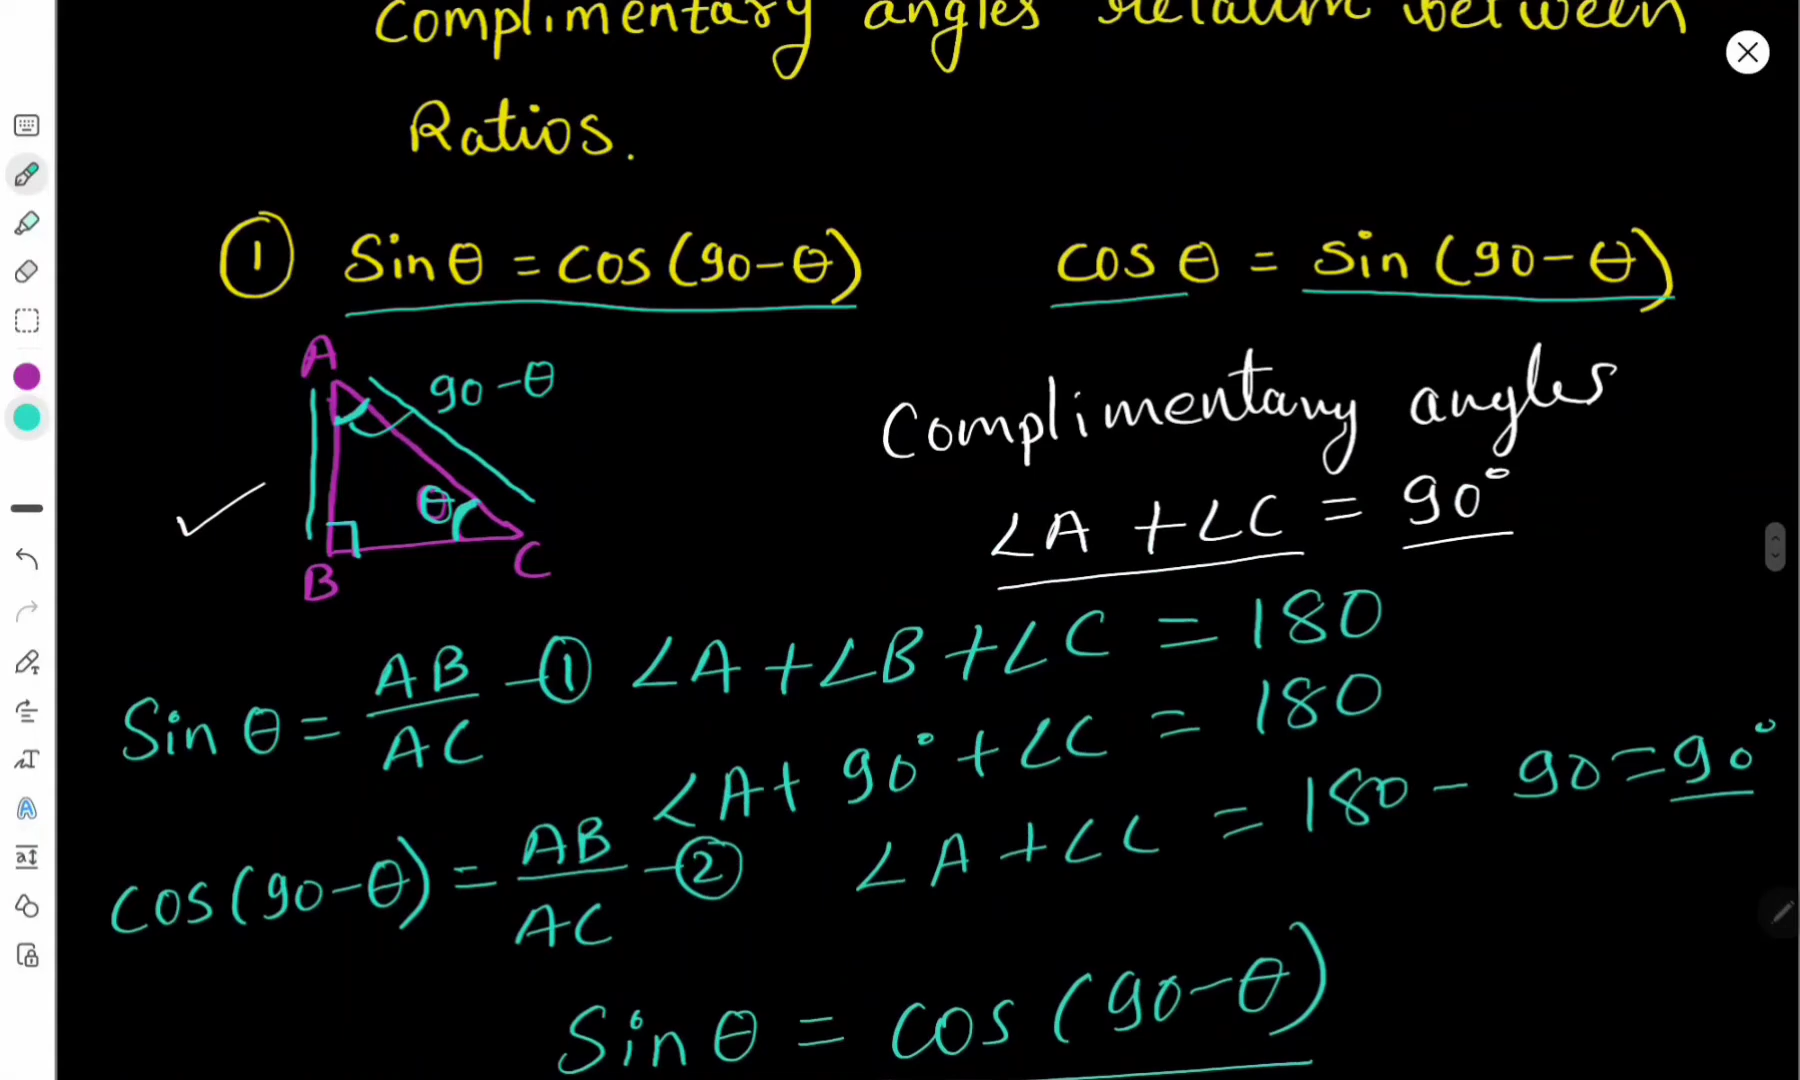 Complimentary angles relation between
Ratios.
① Sinθ = cos(90-θ)
cos θ = sin (90-θ)
A
90-θ
θ
B
C
Complimentary angles
∠A + ∠C = 90°
Sin θ = AB/AC -①
∠A + ∠B + ∠C = 180
∠A + 90° + ∠C = 180
∠A + ∠C = 180 - 90 = 90°
cos(90-θ) = AB/AC -②
Sin θ = cos (90-θ)